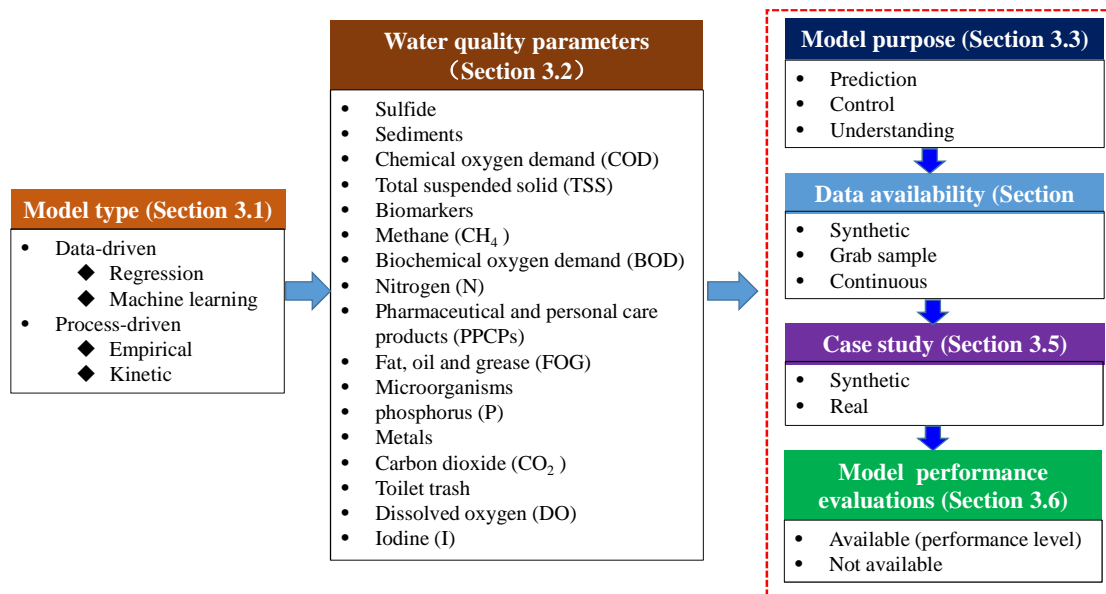 Model type (Section 3.1)
• Data-driven
◆ Regression
◆ Machine learning
• Process-driven
◆ Empirical
◆ Kinetic
Water quality parameters
（Section 3.2）
• Sulfide
• Sediments
• Chemical oxygen demand (COD)
• Total suspended solid (TSS)
• Biomarkers
• Methane (CH₄ )
• Biochemical oxygen demand (BOD)
• Nitrogen (N)
• Pharmaceutical and personal care
products (PPCPs)
• Fat, oil and grease (FOG)
• Microorganisms
• phosphorus (P)
• Metals
• Carbon dioxide (CO₂ )
• Toilet trash
• Dissolved oxygen (DO)
• Iodine (I)
Model purpose (Section 3.3)
• Prediction
• Control
• Understanding
Data availability (Section
• Synthetic
• Grab sample
• Continuous
Case study (Section 3.5)
• Synthetic
• Real
Model performance
evaluations (Section 3.6)
• Available (performance level)
• Not available